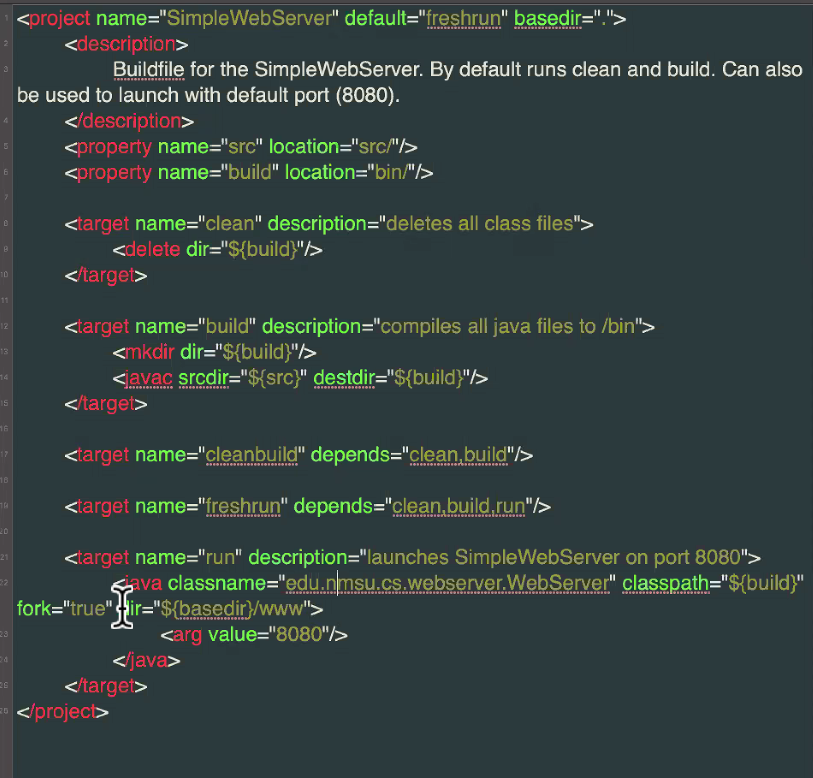 1 <project name="SimpleWebServer" default="freshrun" basedir=".">
2 <description>
3 Buildfile for the SimpleWebServer. By default runs clean and build. Can also
be used to launch with default port (8080).
4 </description>
5 <property name="src" location="src/"/>
6 <property name="build" location="bin/"/>
7
8 <target name="clean" description="deletes all class files">
9 <delete dir="${build}"/>
10 </target>
11
12 <target name="build" description="compiles all java files to /bin">
13 <mkdir dir="${build}"/>
14 <javac srcdir="${src}" destdir="${build}"/>
15 </target>
16
17 <target name="cleanbuild" depends="clean,build"/>
18
19 <target name="freshrun" depends="clean,build,run"/>
20
21 <target name="run" description="launches SimpleWebServer on port 8080">
22 <java classname="edu.nmsu.cs.webserver.WebServer" classpath="${build}"
fork="true" dir="${basedir}/www">
23 <arg value="8080"/>
24 </java>
25 </target>
26 </project>